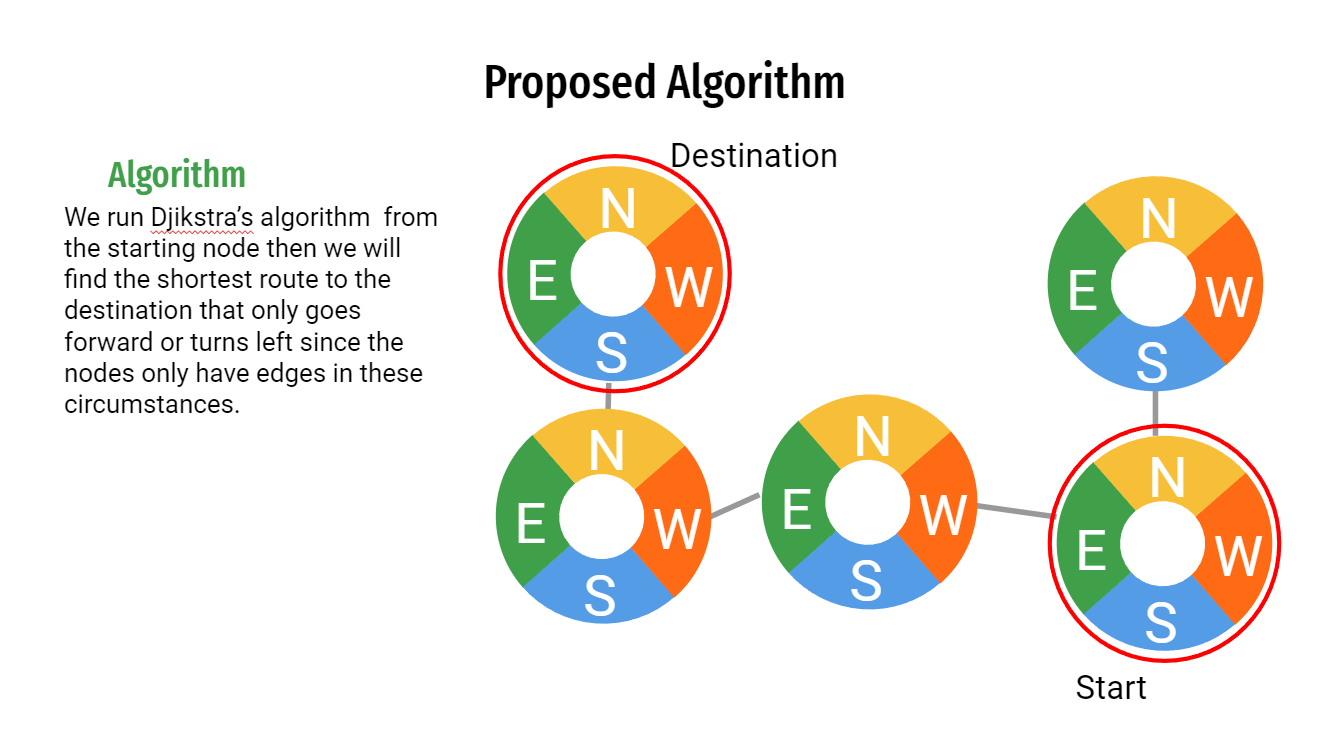 Proposed Algorithm
Algorithm
We run Djikstra's algorithm  from
the starting node then we will
find the shortest route to the
destination that only goes
forward or turns left since the
nodes only have edges in these
circumstances.
Destination
N
E
W
S
N
E
W
S
N
E
W
S
N
E
W
S
N
E
W
S
Start